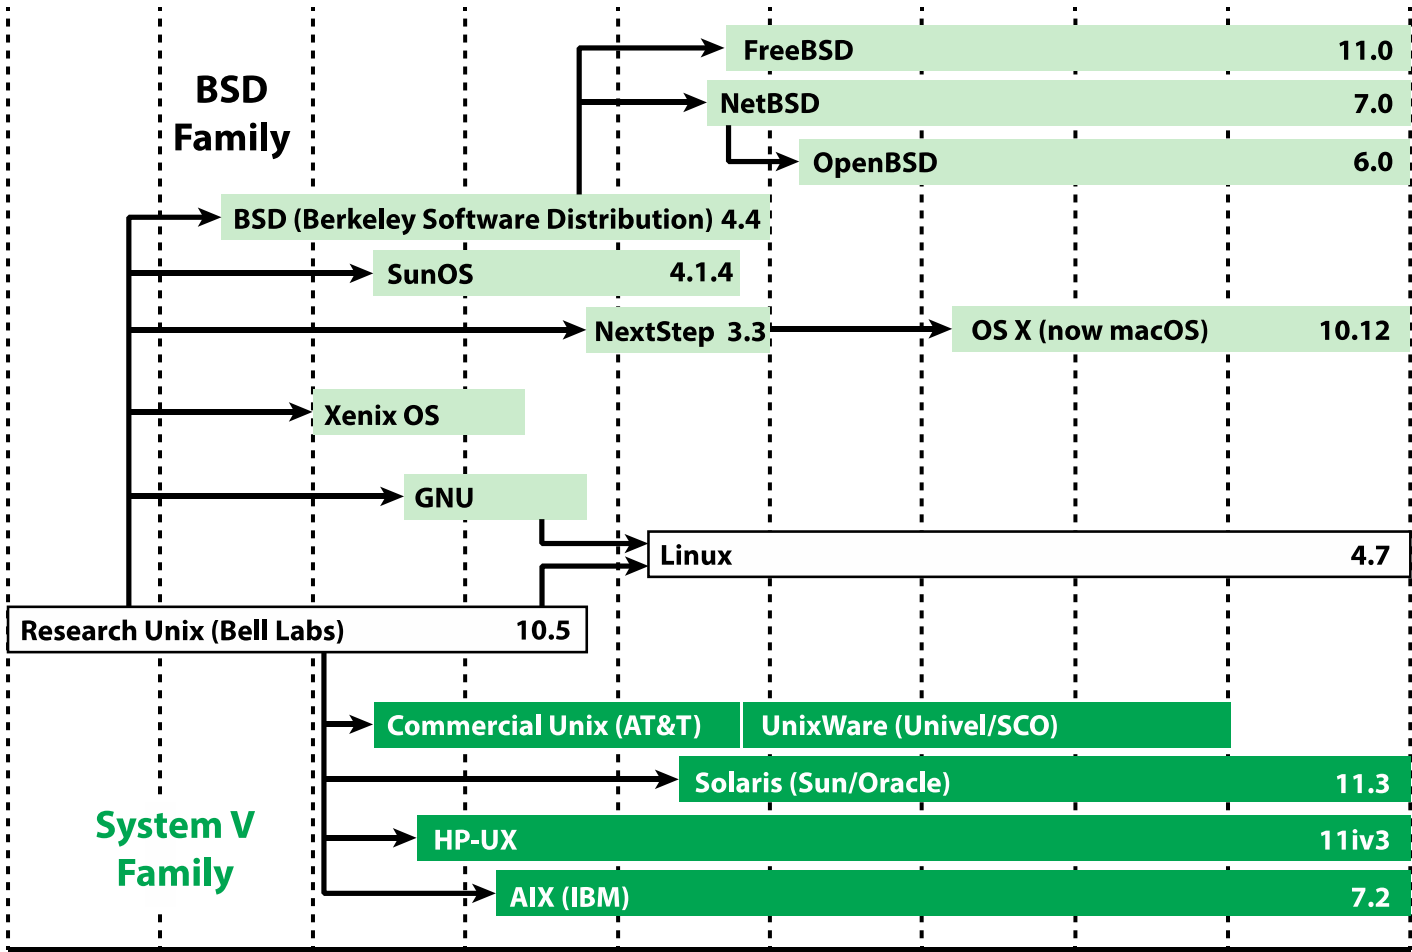 FreeBSD 11.0
BSD
Family
NetBSD 7.0
OpenBSD 6.0
BSD (Berkeley Software Distribution) 4.4
SunOS 4.1.4
NextStep 3.3
OS X (now macOS) 10.12
Xenix OS
GNU
Linux 4.7
Research Unix (Bell Labs) 10.5
Commercial Unix (AT&T)
UnixWare (Univel/SCO)
Solaris (Sun/Oracle) 11.3
System V
Family
HP-UX 11iv3
AIX (IBM) 7.2